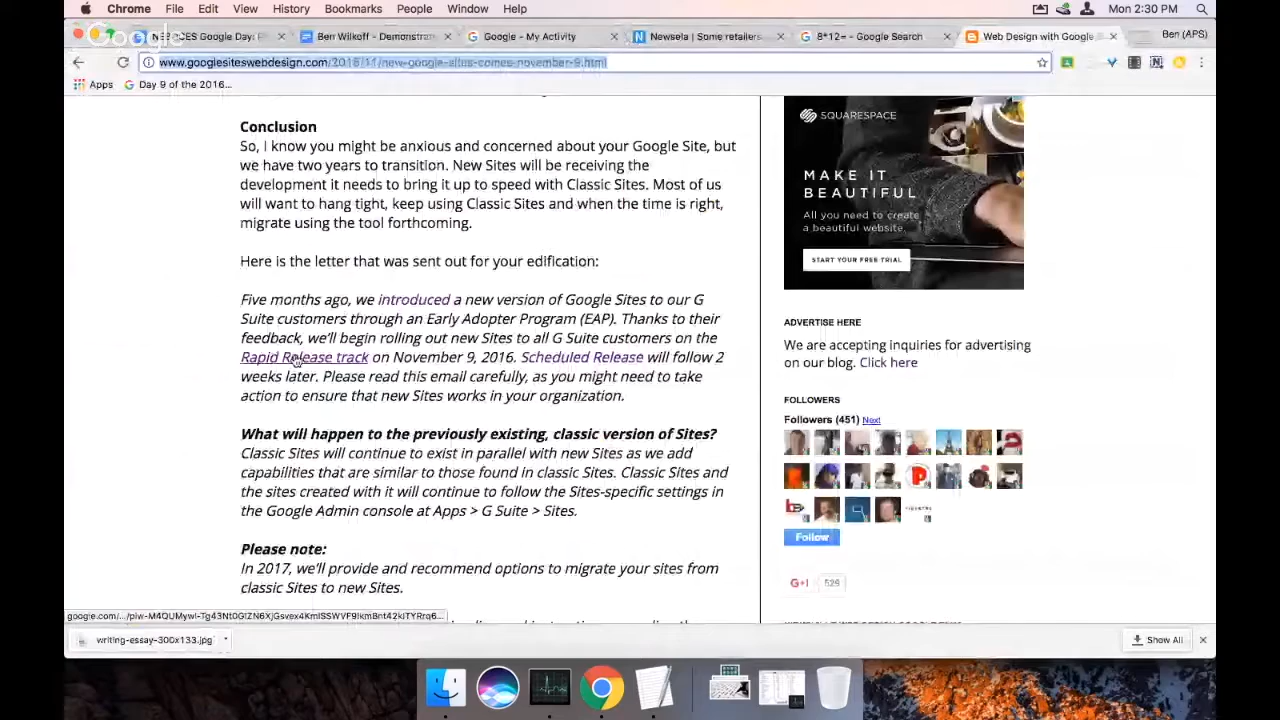 Chrome File Edit View History Bookmarks People Window Help Mon 2:30 PM
Google
CES Google Day: Ben Wilkoff - Demonstrat Google - My Activity Newsela | Some retailers 8*12= - Google Search Web Design with Google Ben (APS)
www.googlesiteswebdesign.com/2016/11/new-google-sites-comes-november-9.html
Apps Day 9 of the 2016...
Conclusion
So, I know you might be anxious and concerned about your Google Site, but
we have two years to transition. New Sites will be receiving the
development it needs to bring it up to speed with Classic Sites. Most of us
will want to hang tight, keep using Classic Sites and when the time is right,
migrate using the tool forthcoming.
Here is the letter that was sent out for your edification:
Five months ago, we introduced a new version of Google Sites to our G
Suite customers through an Early Adopter Program (EAP). Thanks to their
feedback, we'll begin rolling out new Sites to all G Suite customers on the
Rapid Release track on November 9, 2016. Scheduled Release will follow 2
weeks later. Please read this email carefully, as you might need to take
action to ensure that new Sites works in your organization.
What will happen to the previously existing, classic version of Sites?
Classic Sites will continue to exist in parallel with new Sites as we add
capabilities that are similar to those found in classic Sites. Classic Sites and
the sites created with it will continue to follow the Sites-specific settings in
the Google Admin console at Apps > G Suite > Sites.
Please note:
In 2017, we'll provide and recommend options to migrate your sites from
classic Sites to new Sites.
SQUARESPACE
MAKE IT
BEAUTIFUL
All you need to create
a beautiful website.
START YOUR FREE TRIAL
ADVERTISE HERE
We are accepting inquiries for advertising
on our blog. Click here
FOLLOWERS
Followers (451) Next
Follow
G+1 529
writing-essay-300x133.jpg
Show All